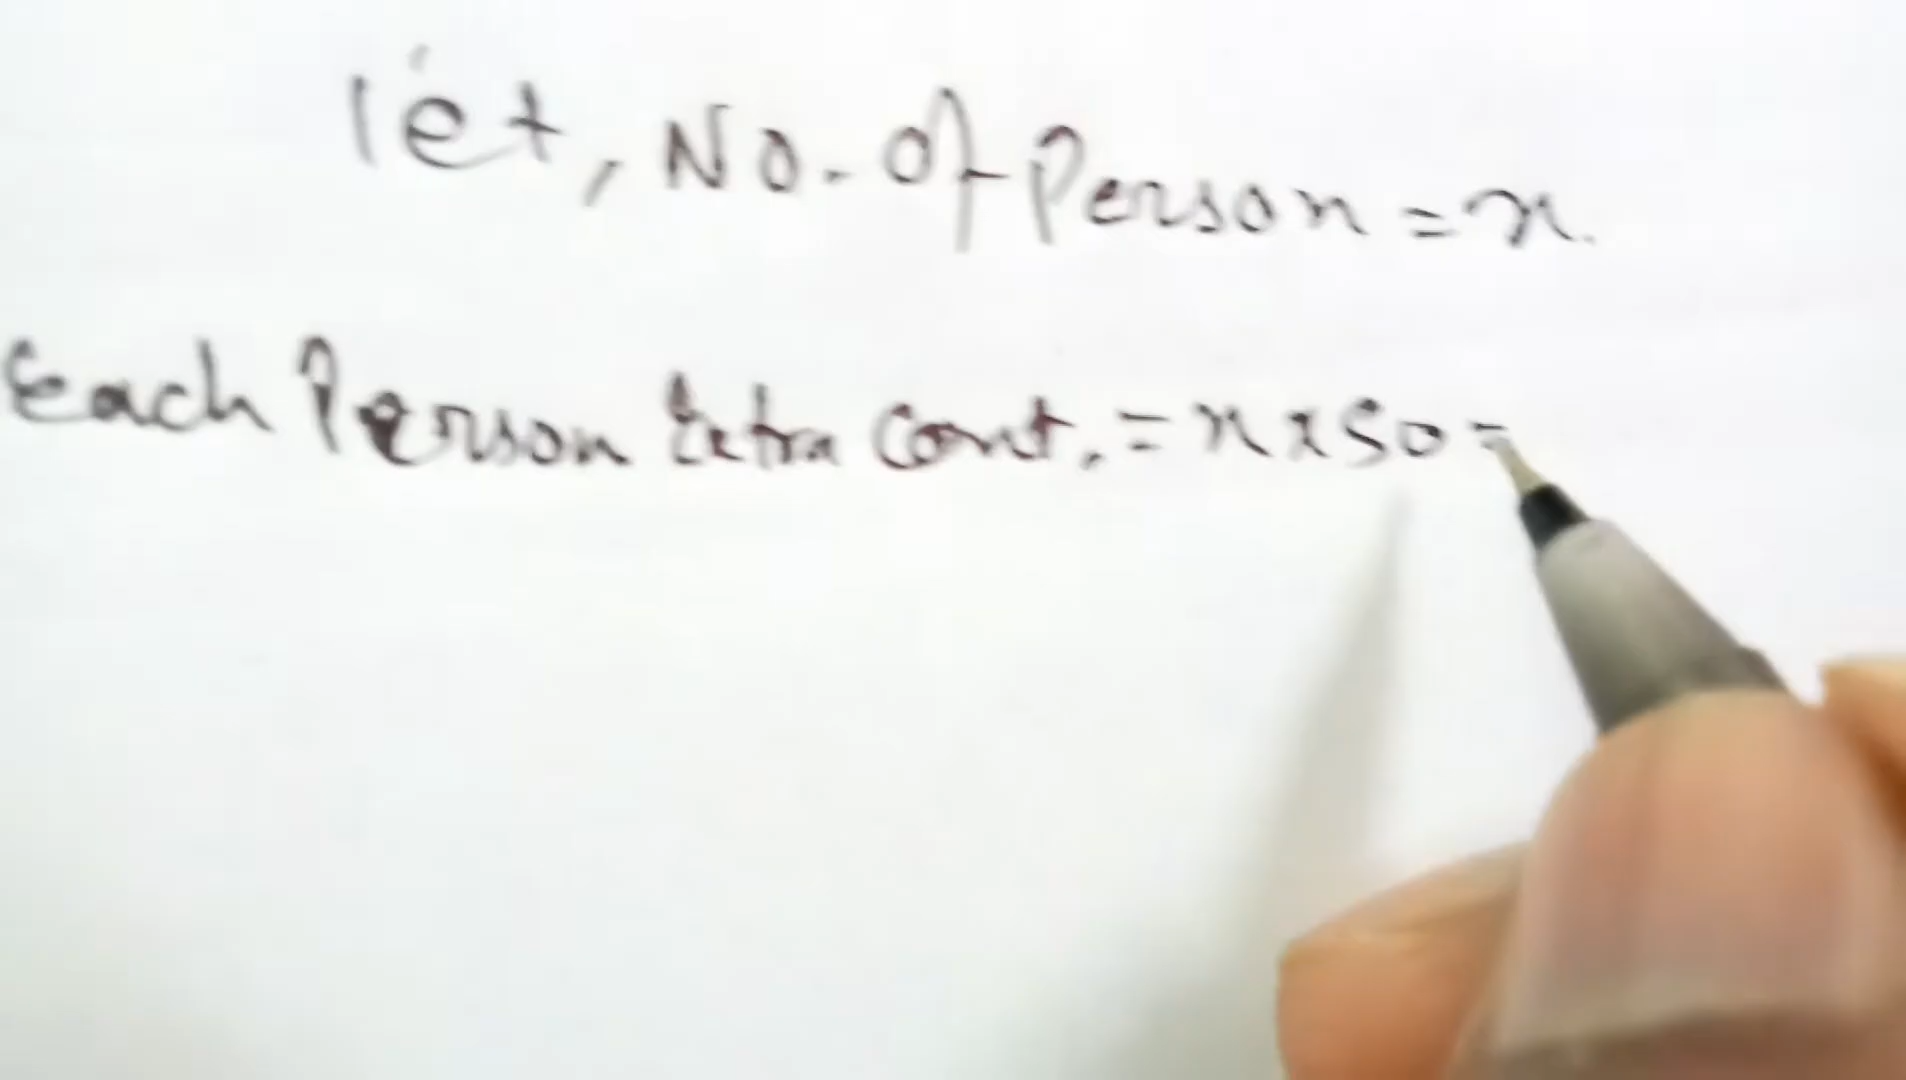 let, No. Of Person = x.
Each Person Extra Cont. = x x 50 =